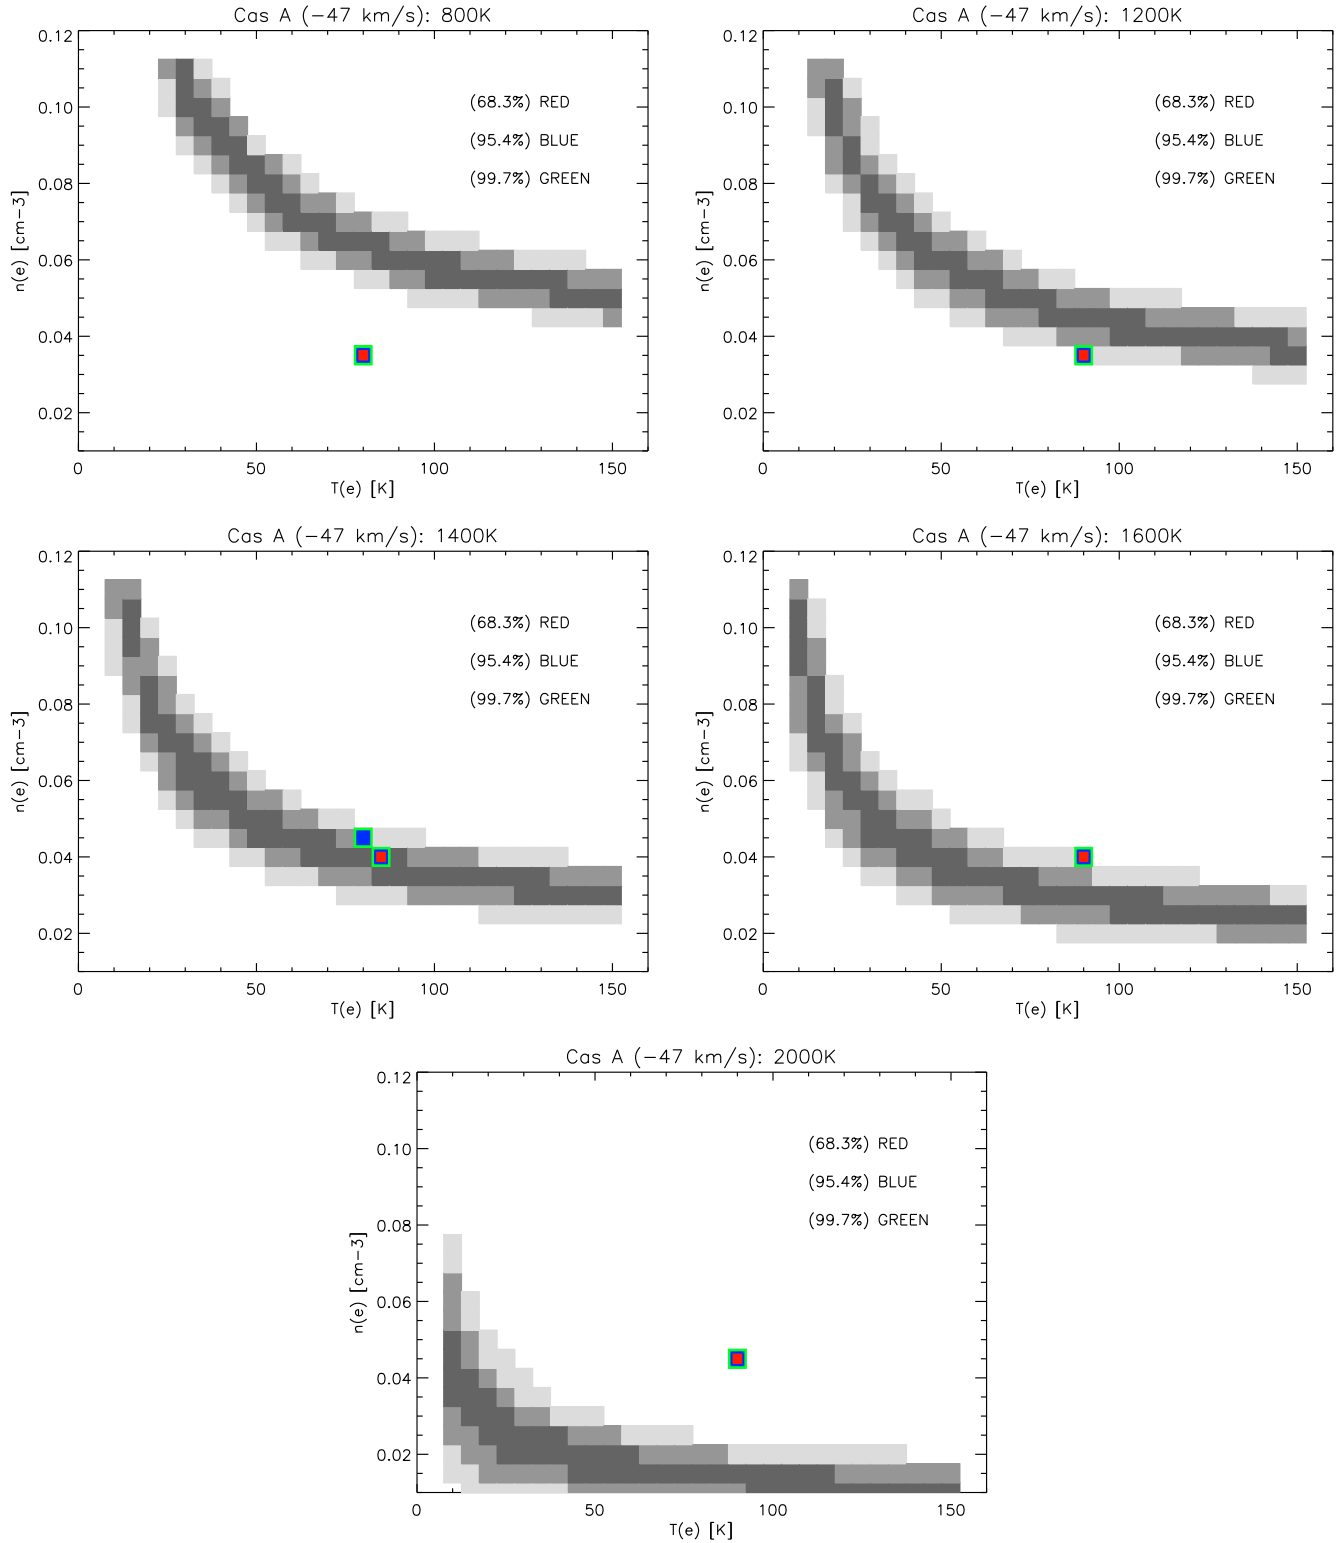 Cas A (−47 km/s): 800K
0.12
0.10
0.08
0.06
0.04
0.02
n(e) [cm−3]
(68.3%) RED
(95.4%) BLUE
(99.7%) GREEN
0 50 100 150
T(e) [K]
Cas A (−47 km/s): 1200K
0.12
0.10
0.08
0.06
0.04
0.02
n(e) [cm−3]
(68.3%) RED
(95.4%) BLUE
(99.7%) GREEN
0 50 100 150
T(e) [K]
Cas A (−47 km/s): 1400K
0.12
0.10
0.08
0.06
0.04
0.02
n(e) [cm−3]
(68.3%) RED
(95.4%) BLUE
(99.7%) GREEN
0 50 100 150
T(e) [K]
Cas A (−47 km/s): 1600K
0.12
0.10
0.08
0.06
0.04
0.02
n(e) [cm−3]
(68.3%) RED
(95.4%) BLUE
(99.7%) GREEN
0 50 100 150
T(e) [K]
Cas A (−47 km/s): 2000K
0.12
0.10
0.08
0.06
0.04
0.02
n(e) [cm−3]
(68.3%) RED
(95.4%) BLUE
(99.7%) GREEN
0 50 100 150
T(e) [K]